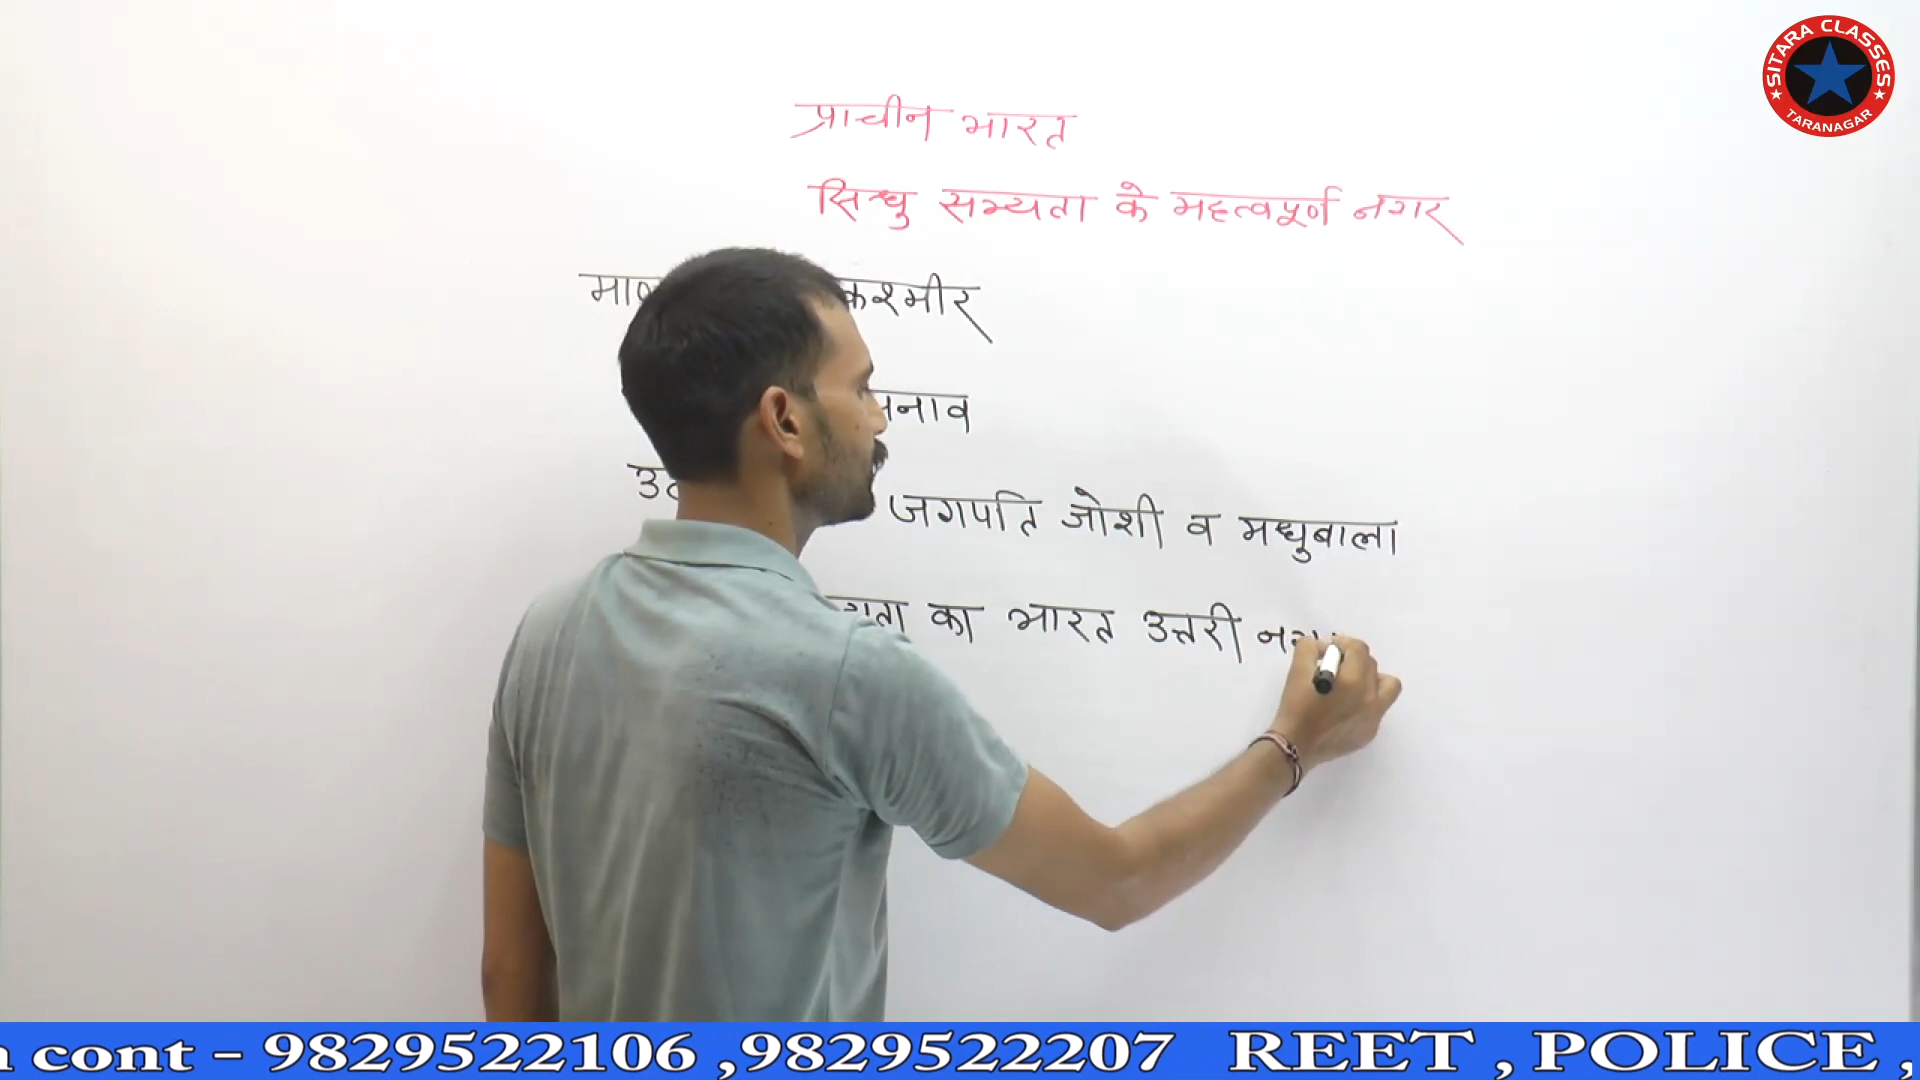 SITARA CLASSES
TARANAGAR
प्राचीन भारत
सिन्धु सभ्यता के महत्वपूर्ण नगर
कश्मीर
जगपति जोशी व मधुबाला
का भारत उत्तरी
cont - 9829522106 ,9829522207 REET , POLICE ,